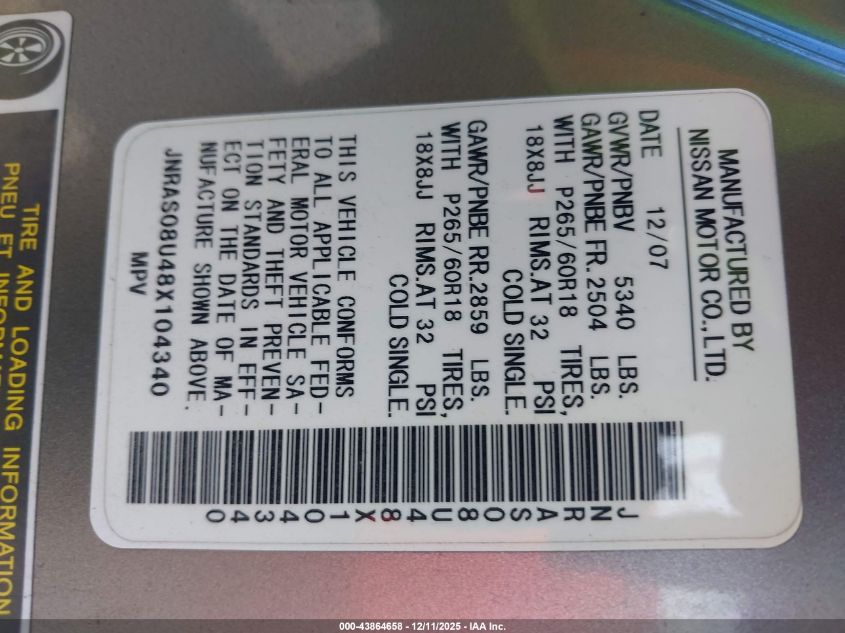 MANUFACTURED BY
NISSAN MOTOR CO., LTD.
DATE 12/07
GVWR/PNBV 5340 LBS.
GAWR/PNBE FR. 2504 LBS.
WITH P265/60R18 TIRES,
18X8JJ RIMS. AT 32 PSI
COLD SINGLE.
GAWR/PNBE RR. 2859 LBS.
WITH P265/60R18 TIRES,
18X8JJ RIMS. AT 32 PSI
COLD SINGLE.
THIS VEHICLE CONFORMS
TO ALL APPLICABLE FED-
ERAL MOTOR VEHICLE SA-
FETY AND THEFT PREVEN-
TION STANDARDS IN EFF-
ECT ON THE DATE OF MA-
NUFACTURE SHOWN ABOVE.
JNRAS08U48X104340
MPV
JNRAS08U48X104340
TIRE AND LOADING INFORMATION
PNEU ET
000-43864658 - 12/11/2025 - IAA Inc.